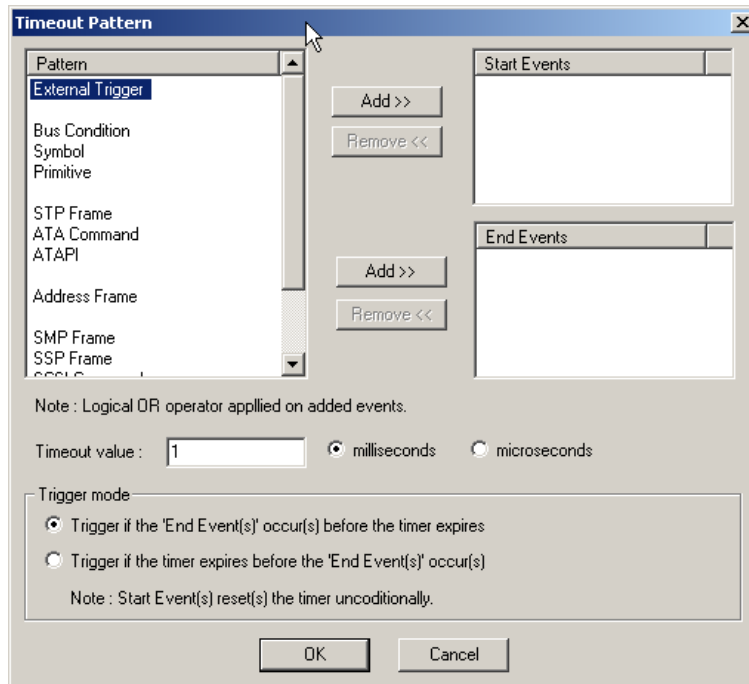 Timeout Pattern
Pattern
External Trigger
Bus Condition
Symbol
Primitive
STP Frame
ATA Command
ATAPI
Address Frame
SMP Frame
SSP Frame
Add >>
Remove <<
Start Events
Add >>
Remove <<
End Events
Note : Logical OR operator appllied on added events.
Timeout value :
1
milliseconds
microseconds
Trigger mode
Trigger if the 'End Event(s)' occur(s) before the timer expires
Trigger if the timer expires before the 'End Event(s)' occur(s)
Note : Start Event(s) reset(s) the timer uncoditionally.
OK
Cancel